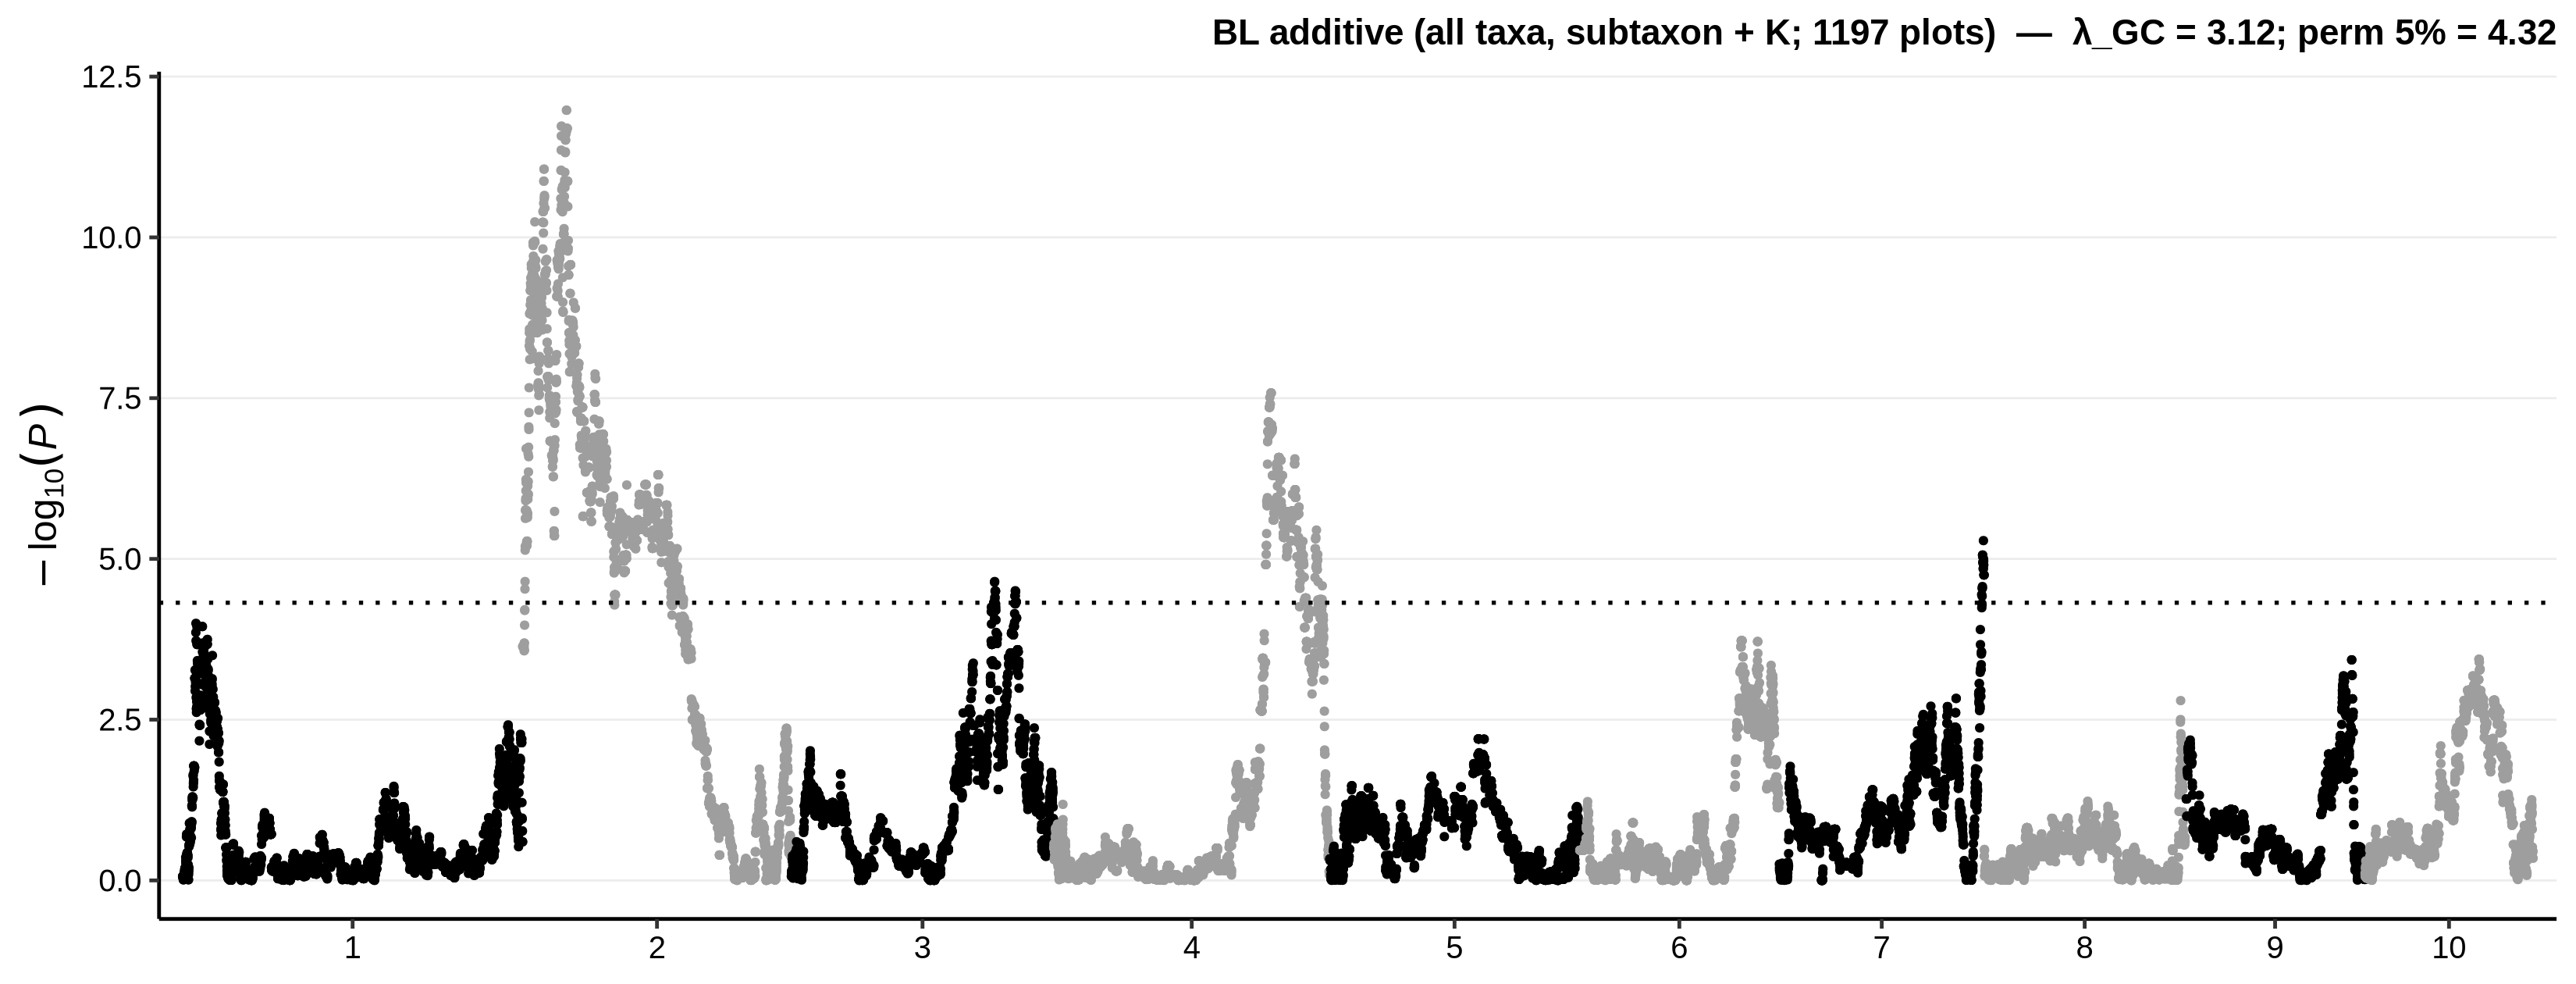 BL additive (all taxa, subtaxon + K; 1197 plots) — λ_GC = 3.12; perm 5% = 4.32
12.5
10.0
7.5
5.0
2.5
0.0
− log10(P)
1 2 3 4 5 6 7 8 9 10